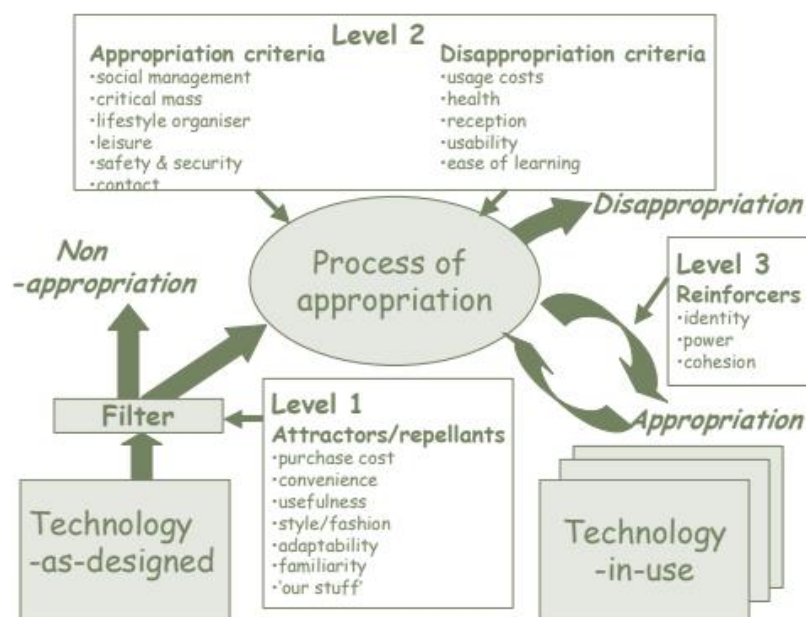 Level 2
Appropriation criteria
•social management
•critical mass
•lifestyle organiser
•leisure
•safety & security
•contact
Disappropriation criteria
•usage costs
•health
•reception
•usability
•ease of learning
Disappropriation
Non
-appropriation
Process of
appropriation
Level 3
Reinforcers
•identity
•power
•cohesion
Filter
Level 1
Attractors/repellants
•purchase cost
•convenience
•usefulness
•style/fashion
•adaptability
•familiarity
•'our stuff'
Appropriation
Technology
-as-designed
Technology
-in-use